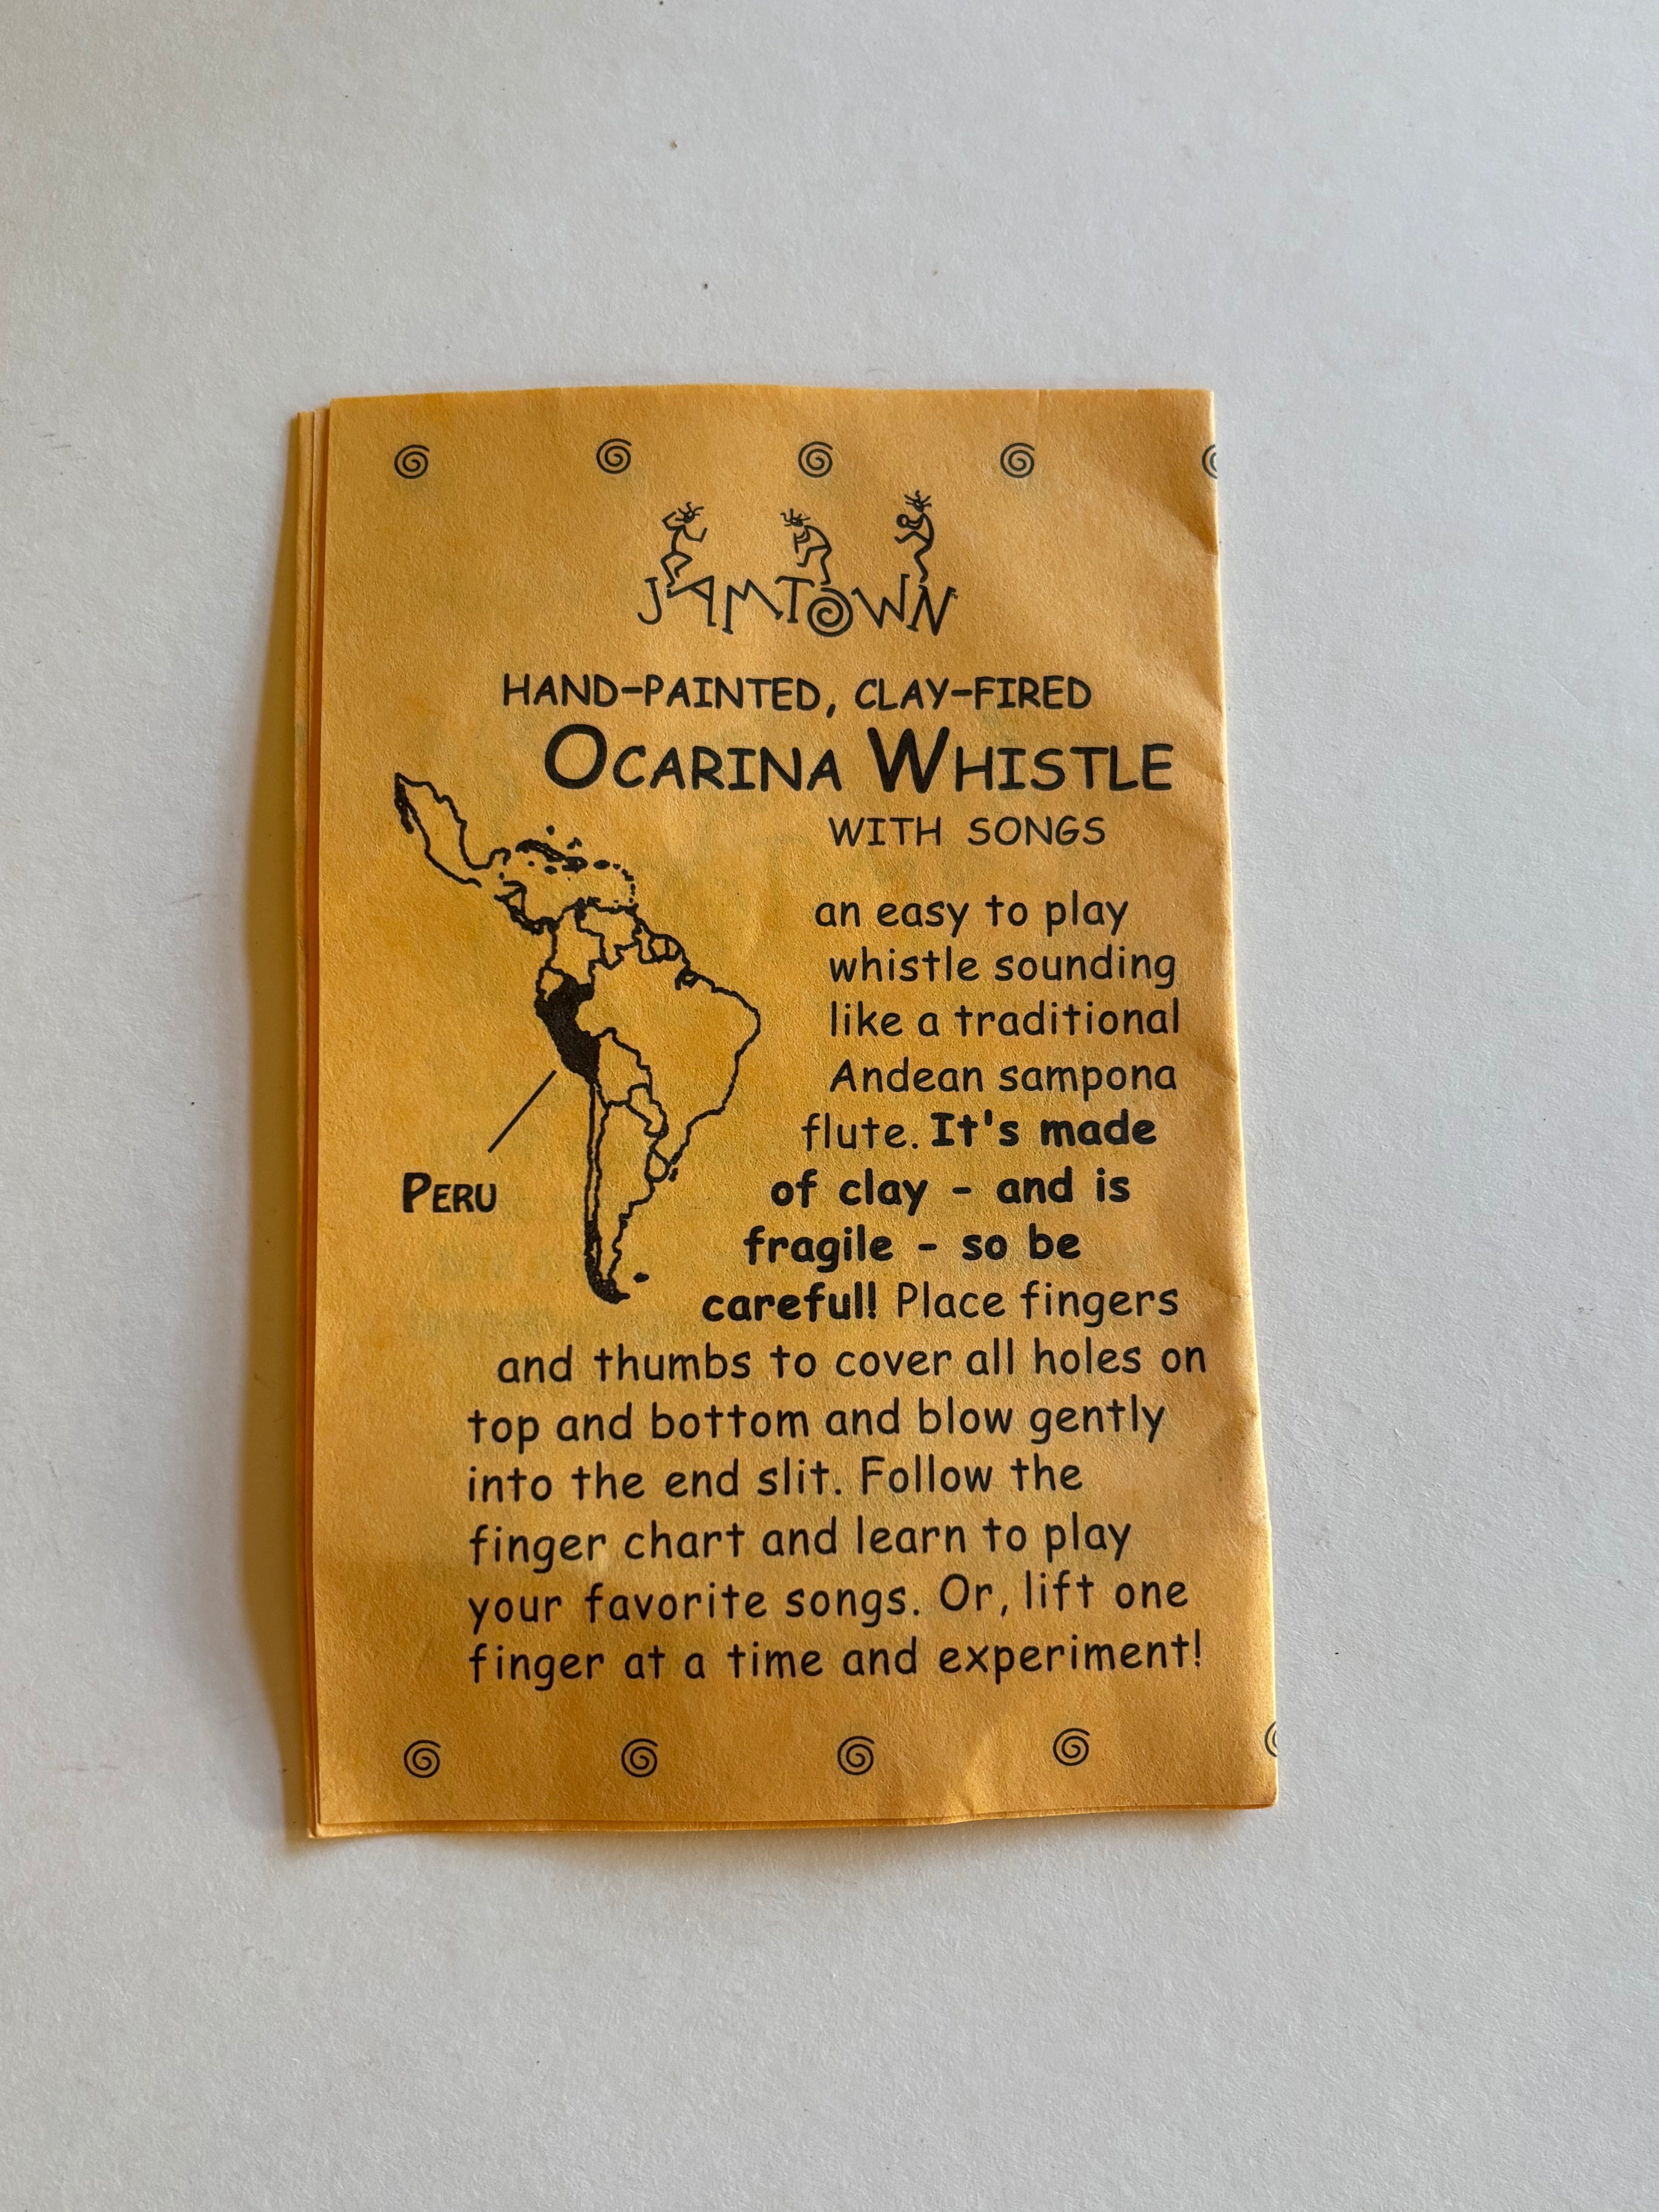 JAMTOWN
HAND-PAINTED, CLAY-FIRED
OCARINA WHISTLE
WITH SONGS
an easy to play
whistle sounding
like a traditional
Andean sampona
flute. It's made
of clay - and is
fragile - so be
careful! Place fingers
and thumbs to cover all holes on
top and bottom and blow gently
into the end slit. Follow the
finger chart and learn to play
your favorite songs. Or, lift one
finger at a time and experiment!
PERU